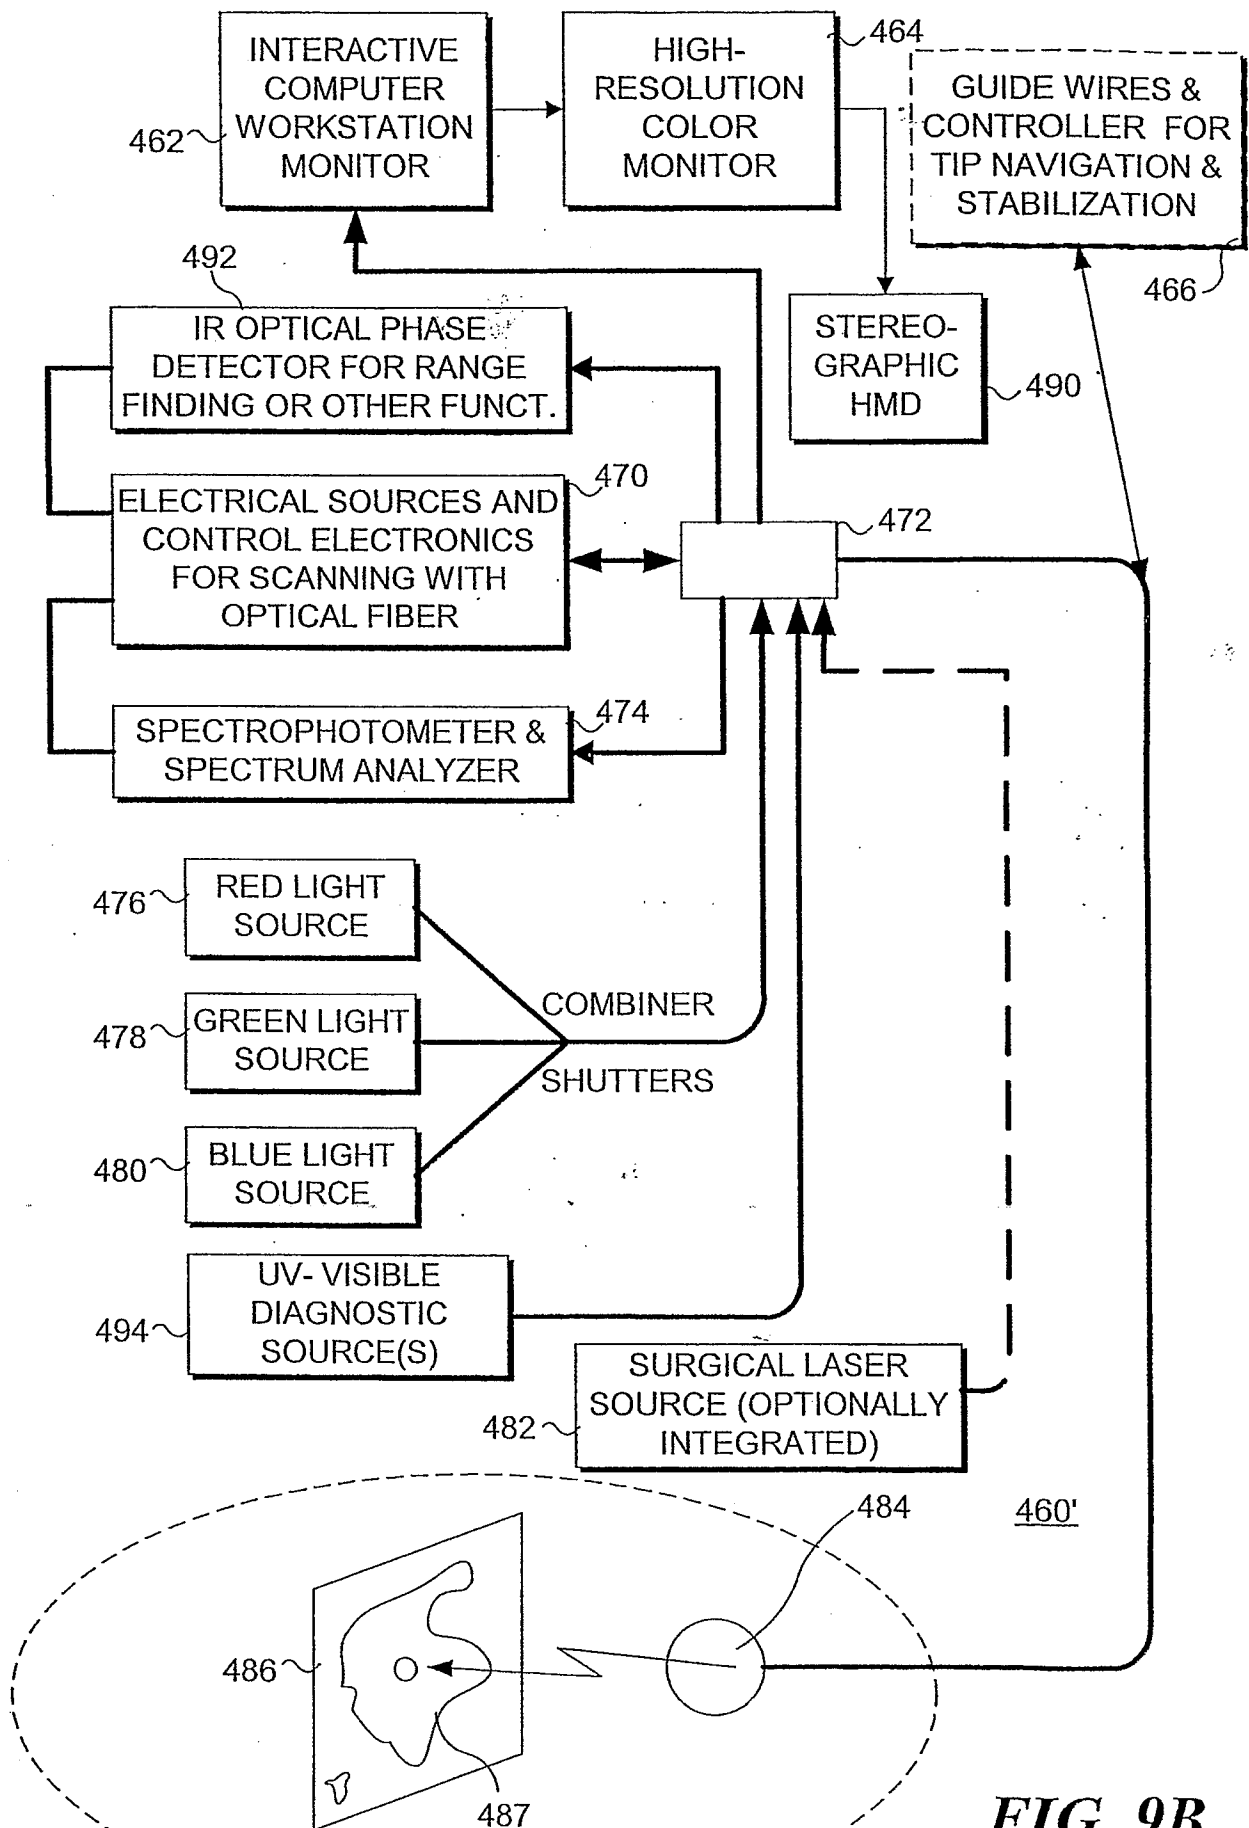 INTERACTIVE
COMPUTER
WORKSTATION
MONITOR
462
HIGH-
RESOLUTION
COLOR
MONITOR
464
GUIDE WIRES &
CONTROLLER FOR
TIP NAVIGATION &
STABILIZATION
466
492
IR OPTICAL PHASE
DETECTOR FOR RANGE
FINDING OR OTHER FUNCT.
STEREO-
GRAPHIC
HMD
490
470
ELECTRICAL SOURCES AND
CONTROL ELECTRONICS
FOR SCANNING WITH
OPTICAL FIBER
472
474
SPECTROPHOTOMETER &
SPECTRUM ANALYZER
476
RED LIGHT
SOURCE
COMBINER
478
GREEN LIGHT
SOURCE
SHUTTERS
480
BLUE LIGHT
SOURCE
494
UV- VISIBLE
DIAGNOSTIC
SOURCE(S)
482
SURGICAL LASER
SOURCE (OPTIONALLY
INTEGRATED)
484
460'
486
487
FIG. 9B